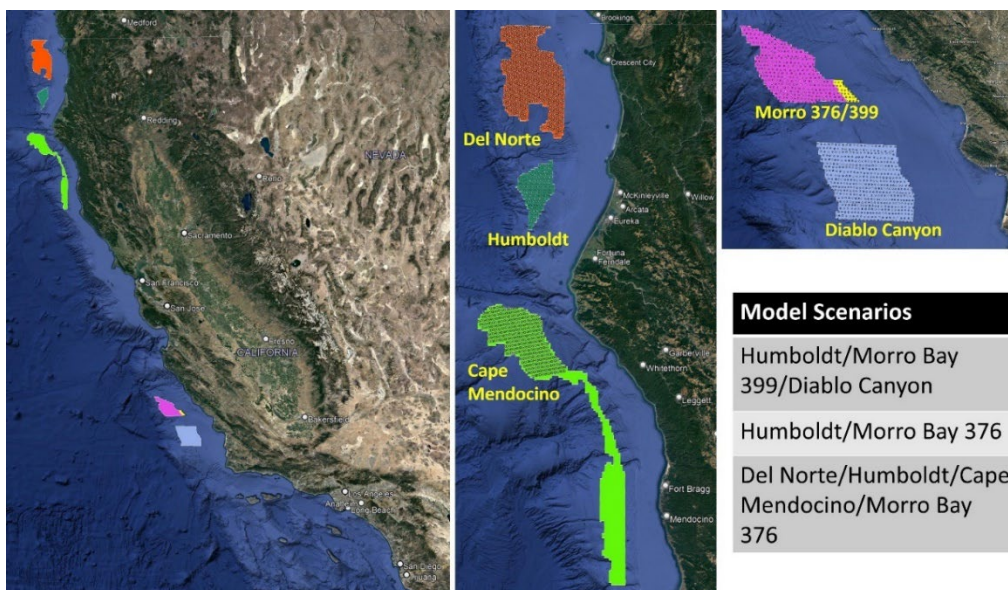 Medford
Redding
NEVADA
Reno
Sacramento
San Francisco
San Jose
Fresno
CALIFORNIA
Bakersfield
Los Angeles
Long Beach
San Diego
Tijuana
Brookings
Crescent City
Del Norte
McKinleyville
Willow
Arcata
Eureka
Humboldt
Fortuna
Ferndale
Garberville
Whitethorn
Cape
Mendocino
Leggett
Fort Bragg
Mendocino
Morro 376/399
Diablo Canyon
Model Scenarios
Humboldt/Morro Bay
399/Diablo Canyon
Humboldt/Morro Bay 376
Del Norte/Humboldt/Cape
Mendocino/Morro Bay
376